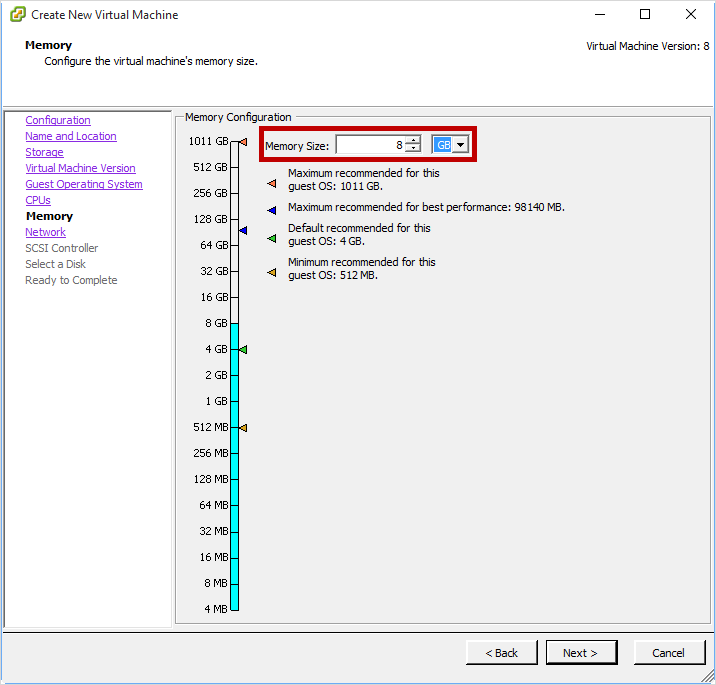 Create New Virtual Machine
Memory
Configure the virtual machine's memory size.
Virtual Machine Version: 8
Configuration
Name and Location
Storage
Virtual Machine Version
Guest Operating System
CPUs
Memory
Network
SCSI Controller
Select a Disk
Ready to Complete
Memory Configuration
1011 GB
512 GB
256 GB
128 GB
64 GB
32 GB
16 GB
8 GB
4 GB
2 GB
1 GB
512 MB
256 MB
128 MB
64 MB
32 MB
16 MB
8 MB
4 MB
Memory Size: 8 GB
Maximum recommended for this
guest OS: 1011 GB.
Maximum recommended for best performance: 98140 MB.
Default recommended for this
guest OS: 4 GB.
Minimum recommended for this
guest OS: 512 MB.
< Back Next > Cancel